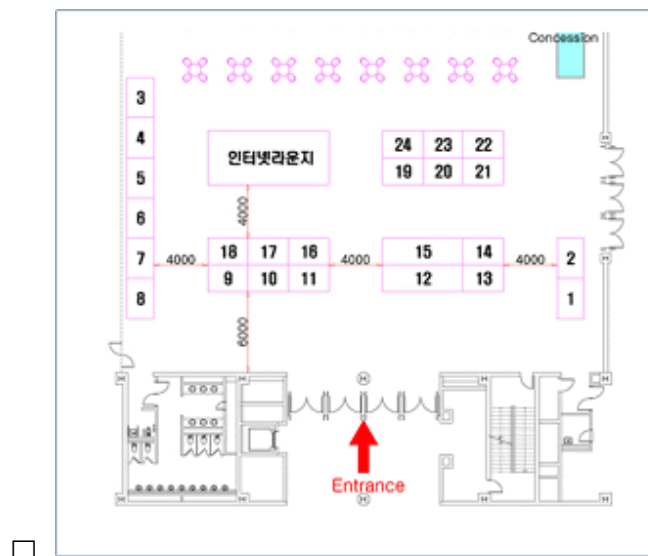 Concession
3
4
5
6
7
8
인터넷라운지
24 23 22
19 20 21
4000
18 17 16
9 10 11
15 14
12 13
2
1
4000
4000
4000
6000
H H H H H H H H H H
Entrance